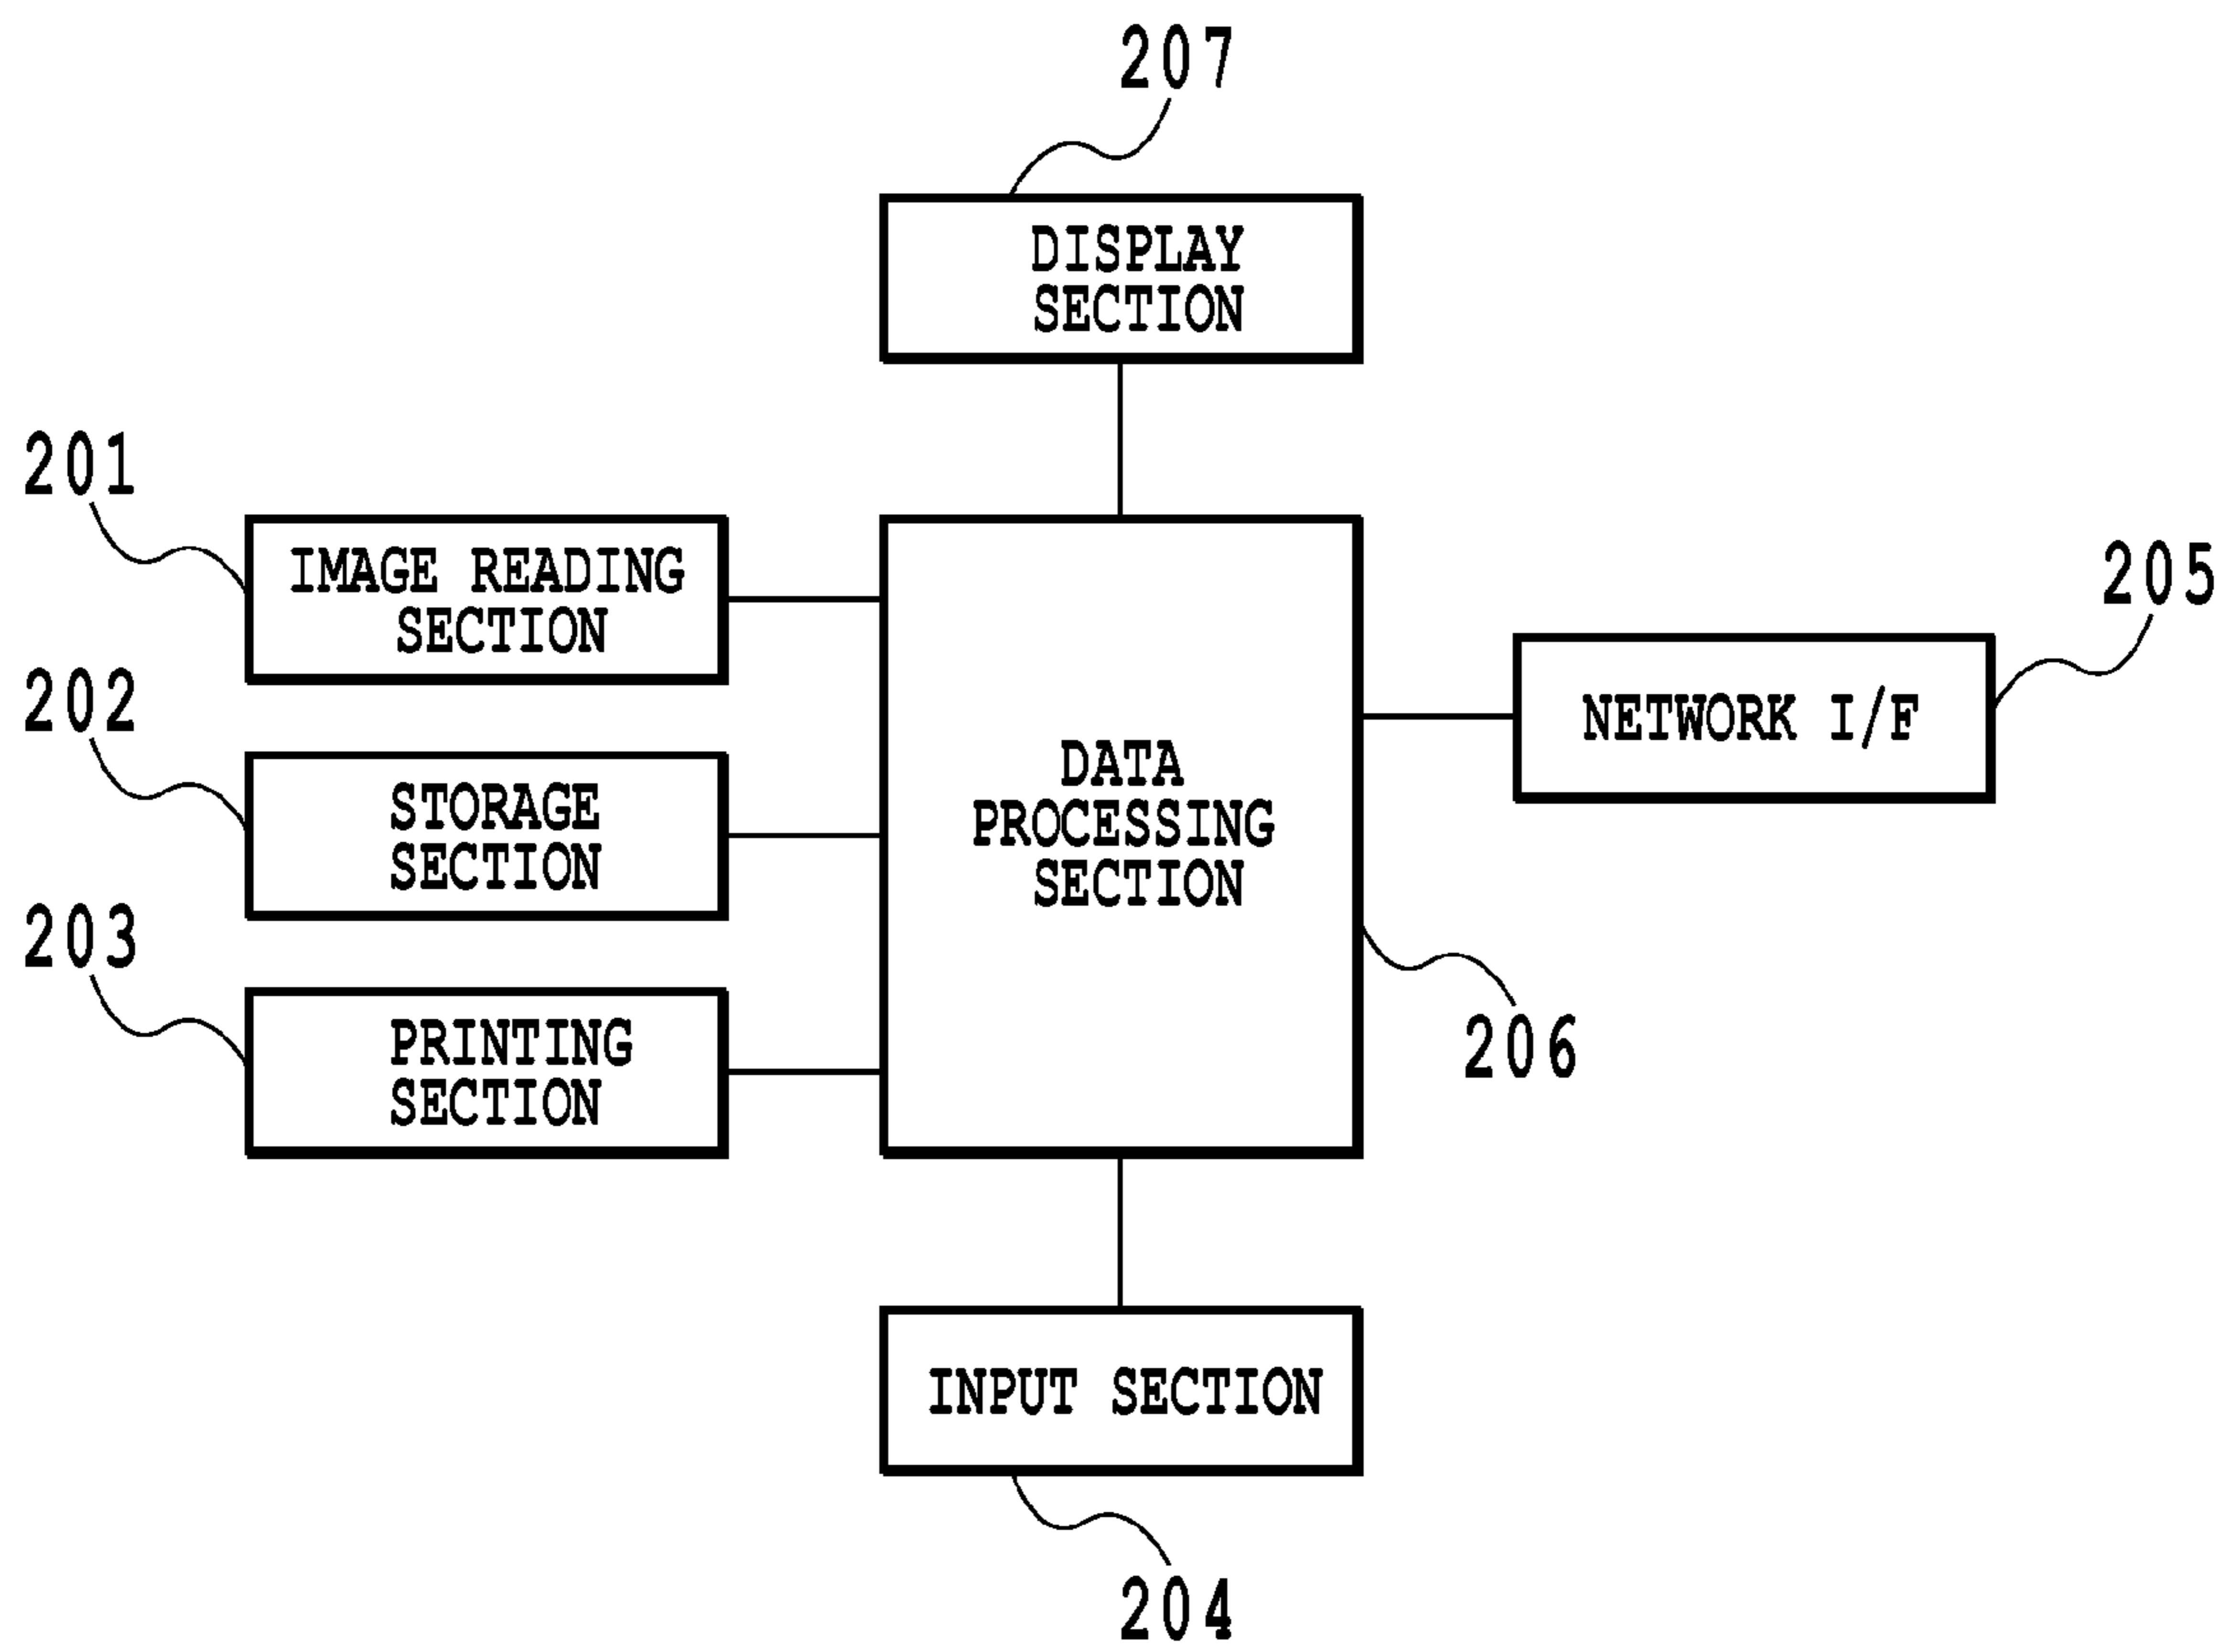 207
DISPLAY
SECTION
201
IMAGE READING
SECTION
202
STORAGE
SECTION
203
PRINTING
SECTION
DATA
PROCESSING
SECTION
205
NETWORK I/F
206
INPUT SECTION
204